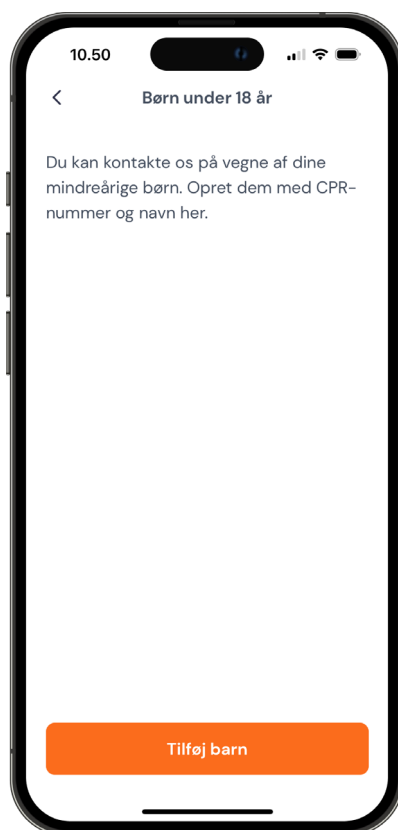 10.50
Børn under 18 år
Du kan kontakte os på vegne af dine
mindreårige børn. Opret dem med CPR-
nummer og navn her.
Tilføj barn